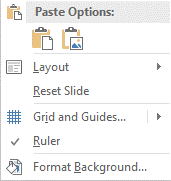 Paste Options:
Layout
Reset Slide
Grid and Guides...
Ruler
Format Background...